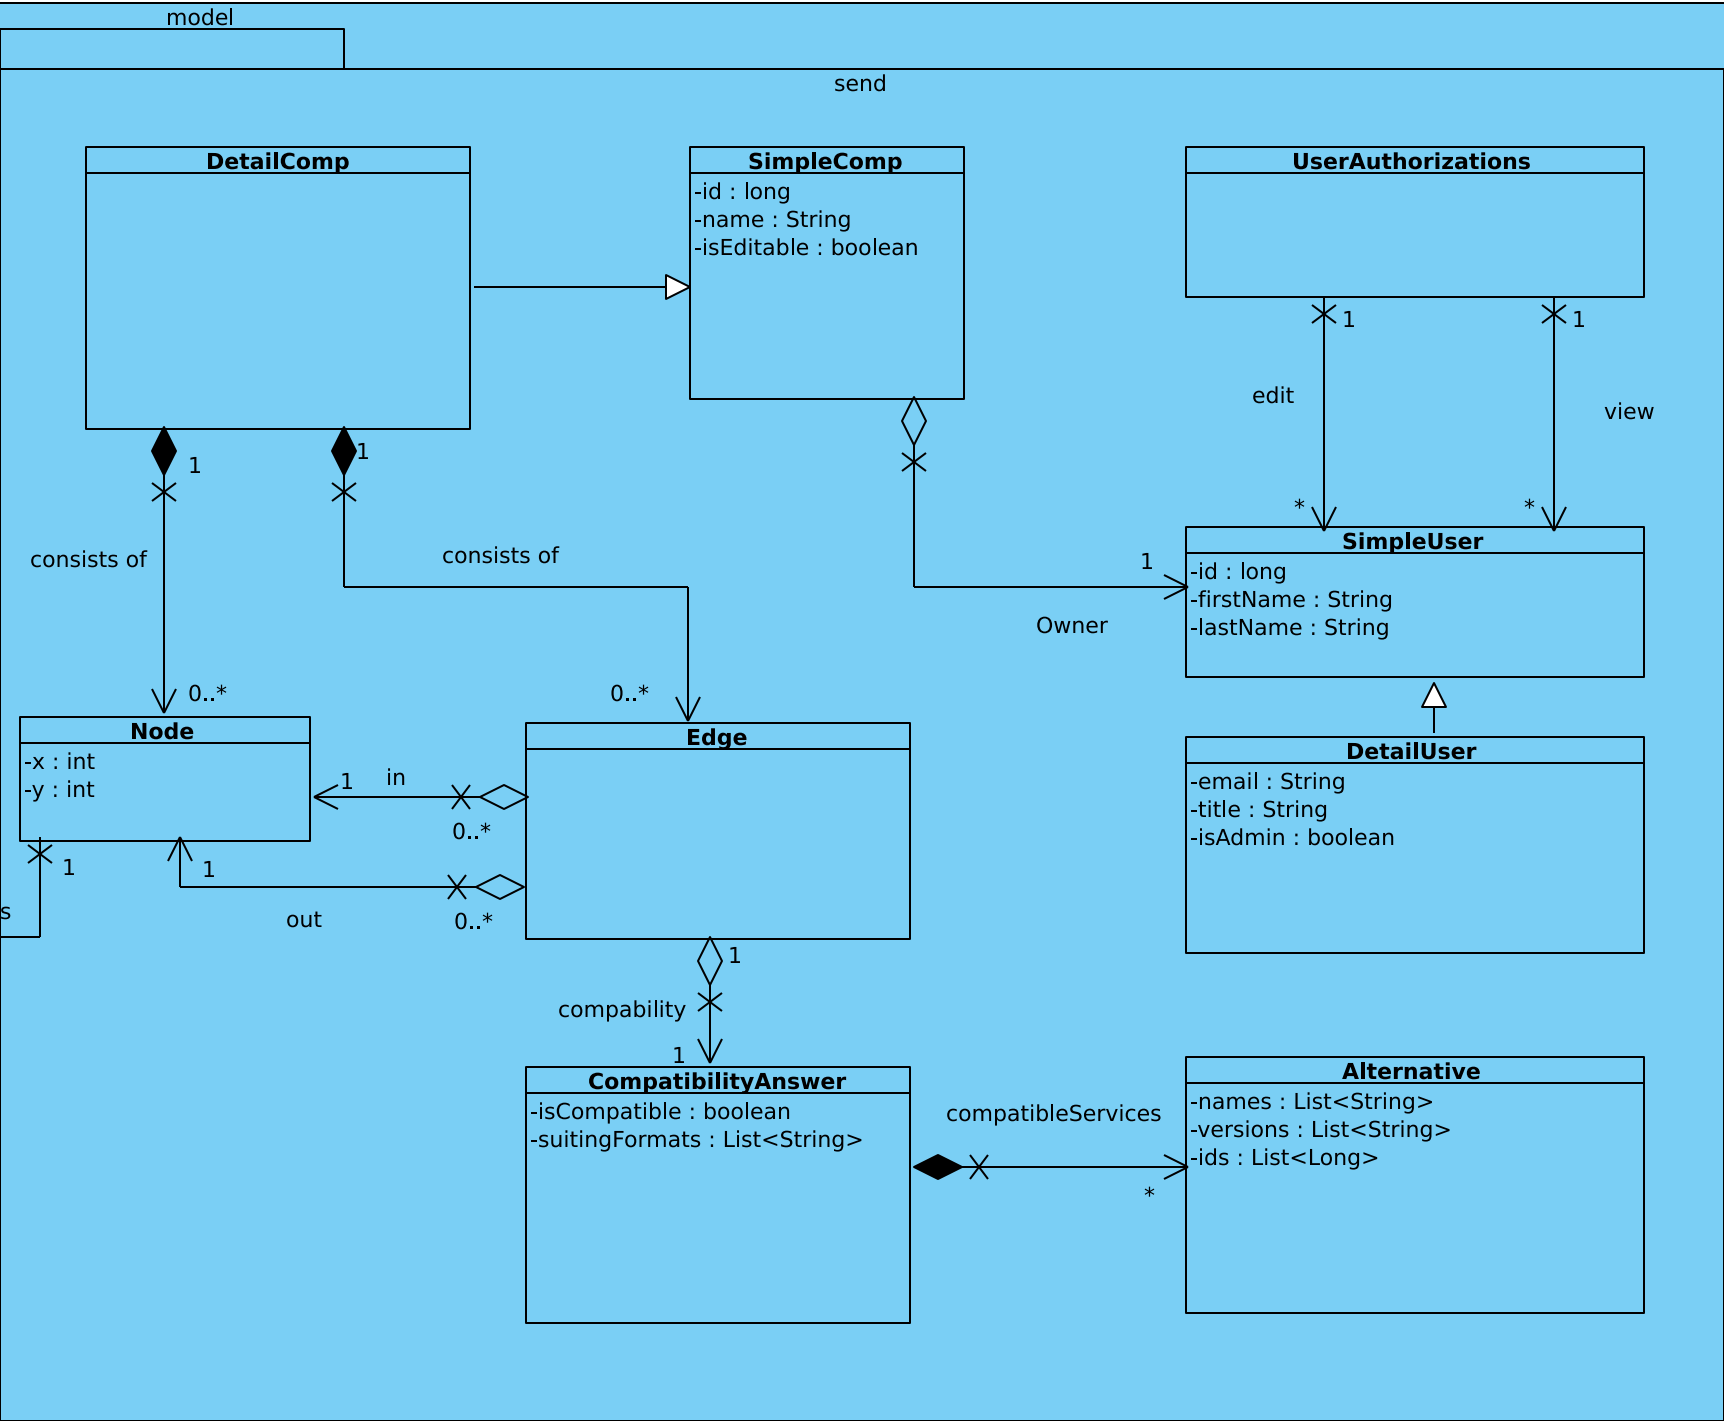 model
send
DetailComp
SimpleComp
-id : long
-name : String
-isEditable : boolean
UserAuthorizations
1
1
edit
view
*
*
1
1
consists of
consists of
0..*
0..*
1
Owner
SimpleUser
-id : long
-firstName : String
-lastName : String
Node
-x : int
-y : int
Edge
DetailUser
-email : String
-title : String
-isAdmin : boolean
1
in
0..*
1
1
out
0..*
s
1
compability
1
CompatibilityAnswer
-isCompatible : boolean
-suitingFormats : List<String>
compatibleServices
*
Alternative
-names : List<String>
-versions : List<String>
-ids : List<Long>